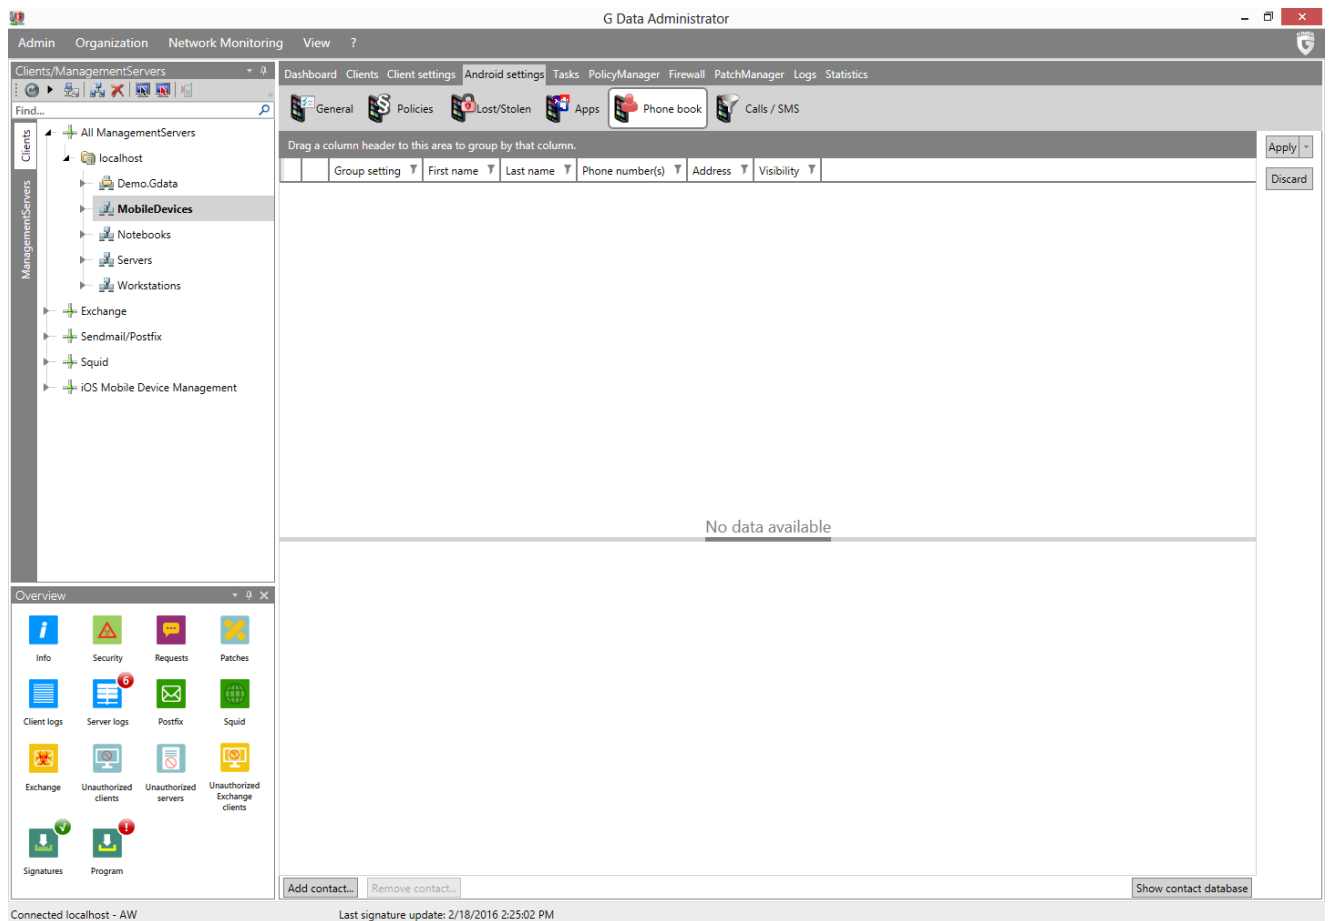 G Data Administrator
Admin Organization Network Monitoring View ?
Clients/ManagementServers
Dashboard Clients Client settings Android settings Tasks PolicyManager Firewall PatchManager Logs Statistics
Find...
General Policies Lost/Stolen Apps Phone book Calls / SMS
Clients
ManagementServers
All ManagementServers
localhost
Demo.Gdata
MobileDevices
Notebooks
Servers
Workstations
Exchange
Sendmail/Postfix
Squid
iOS Mobile Device Management
Drag a column header to this area to group by that column.
Group setting First name Last name Phone number(s) Address Visibility
Apply
Discard
No data available
Overview
Info Security Requests Patches
6
Client logs Server logs Postfix Squid
Exchange Unauthorized clients Unauthorized servers Unauthorized Exchange clients
Signatures Program
Add contact... Remove contact... Show contact database
Connected localhost - AW Last signature update: 2/18/2016 2:25:02 PM